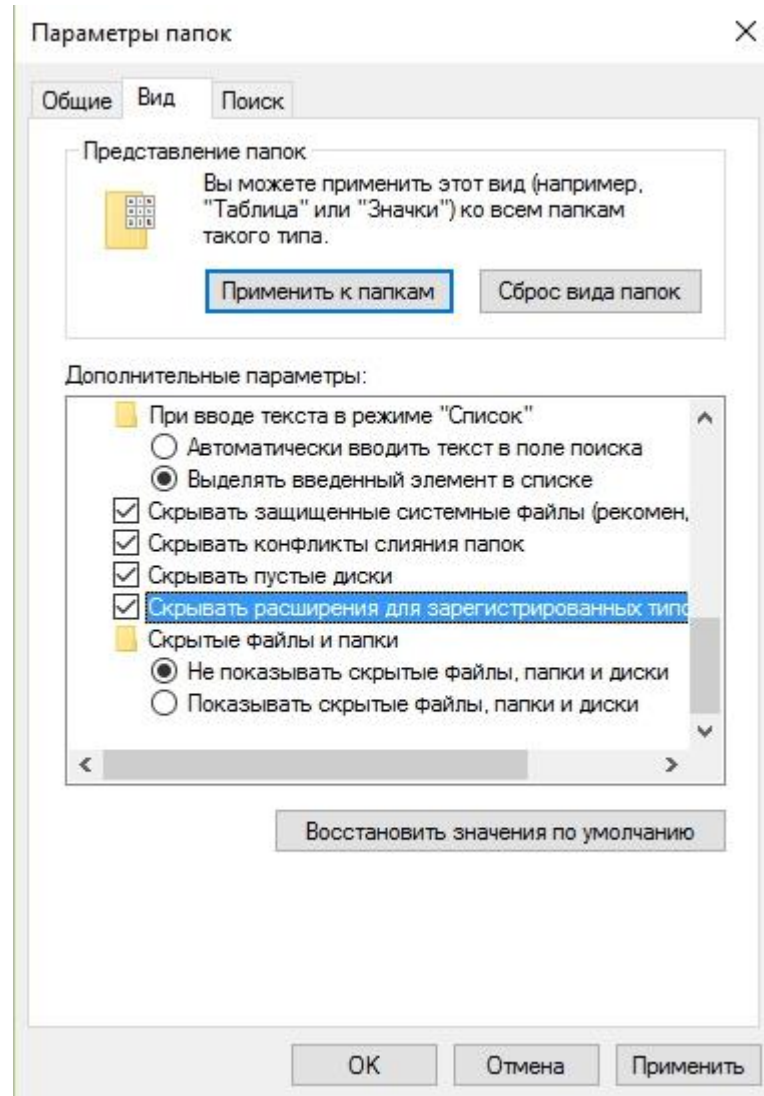 Параметры папок
Общие Вид Поиск
Представление папок
Вы можете применить этот вид (например,
"Таблица" или "Значки") ко всем папкам
такого типа.
Применить к папкам Сброс вида папок
Дополнительные параметры:
При вводе текста в режиме "Список"
Автоматически вводить текст в поле поиска
Выделять введенный элемент в списке
Скрывать защищенные системные файлы (рекомен,
Скрывать конфликты слияния папок
Скрывать пустые диски
Скрывать расширения для зарегистрированных типо
Скрытые файлы и папки
Не показывать скрытые файлы, папки и диски
Показывать скрытые файлы, папки и диски
Восстановить значения по умолчанию
ОК Отмена Применить